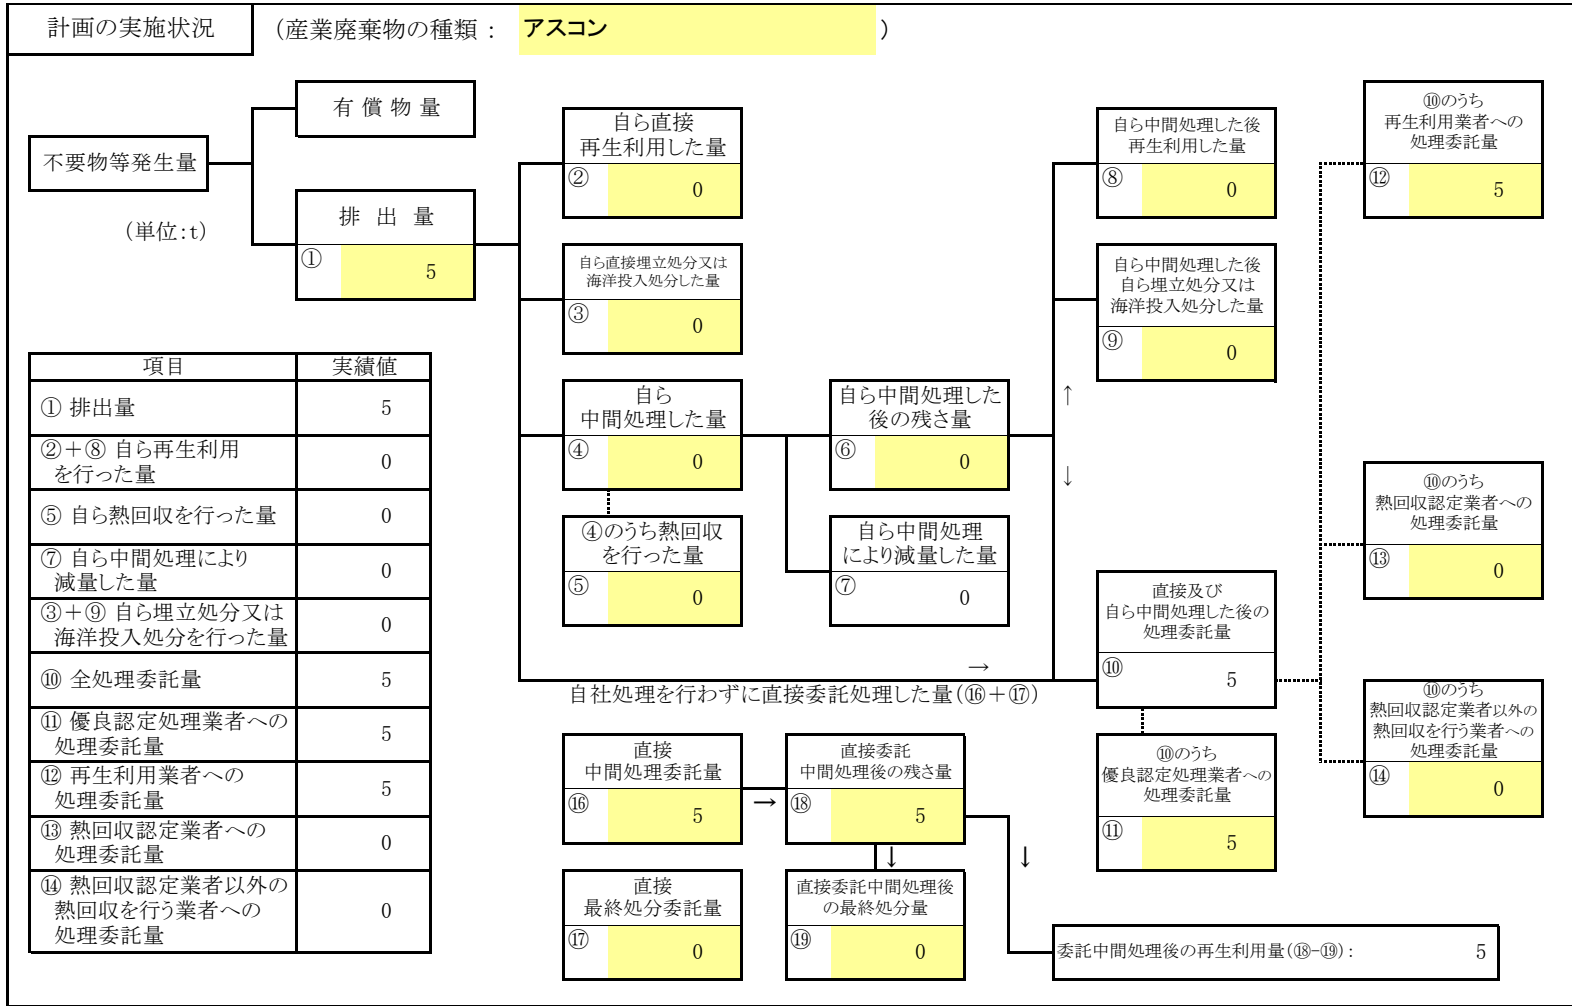 計画の実施状況
（産業廃棄物の種類： アスコン ）
不要物等発生量
（単位:t）
有 償 物 量
排 出 量
① 5
自ら直接
再生利用した量
② 0
自ら直接埋立処分又は
海洋投入処分した量
③ 0
自ら
中間処理した量
④ 0
④のうち熱回収
を行った量
⑤ 0
自ら中間処理した
後の残さ量
⑥ 0
自ら中間処理
により減量した量
⑦ 0
自ら中間処理した後
再生利用した量
⑧ 0
自ら中間処理した後
自ら埋立処分又は
海洋投入処分した量
⑨ 0
↑
↓
直接及び
自ら中間処理した後の
処理委託量
⑩ 5
⑩のうち
優良認定処理業者への
処理委託量
⑪ 5
⑩のうち
再生利用業者への
処理委託量
⑫ 5
⑩のうち
熱回収認定業者への
処理委託量
⑬ 0
⑩のうち
熱回収認定業者以外の
熱回収を行う業者への
処理委託量
⑭ 0
→
自社処理を行わずに直接委託処理した量（⑯＋⑰）
直接
中間処理委託量
⑯ 5
→
直接委託
中間処理後の残さ量
⑱ 5
↓
↓
直接
最終処分委託量
⑰ 0
直接委託中間処理後
の最終処分量
⑲ 0
委託中間処理後の再生利用量（⑱-⑲）： 5
項目 実績値
① 排出量 5
②＋⑧ 自ら再生利用
を行った量 0
⑤ 自ら熱回収を行った量 0
⑦ 自ら中間処理により
減量した量 0
③＋⑨ 自ら埋立処分又は
海洋投入処分を行った量 0
⑩ 全処理委託量 5
⑪ 優良認定処理業者への
処理委託量 5
⑫ 再生利用業者への
処理委託量 5
⑬ 熱回収認定業者への
処理委託量 0
⑭ 熱回収認定業者以外の
熱回収を行う業者への
処理委託量 0